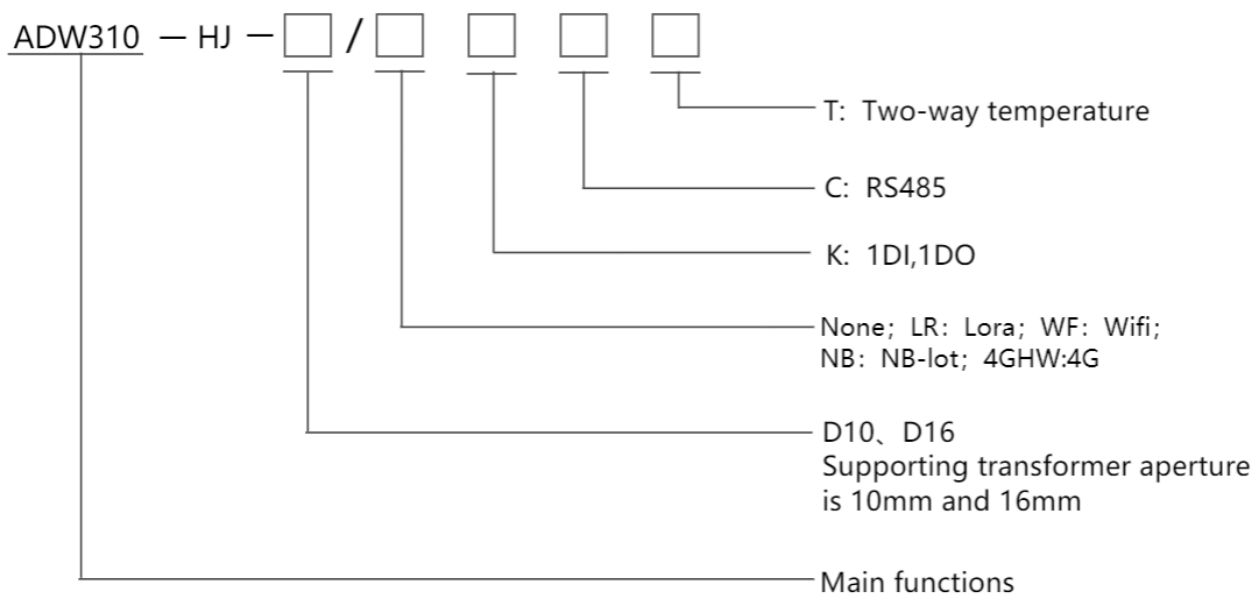 ADW310 — HJ — □ / □ □ □ □
T: Two-way temperature
C: RS485
K: 1DI,1DO
None; LR: Lora; WF: Wifi;
NB: NB-lot; 4GHW:4G
D10、D16
Supporting transformer aperture
is 10mm and 16mm
Main functions